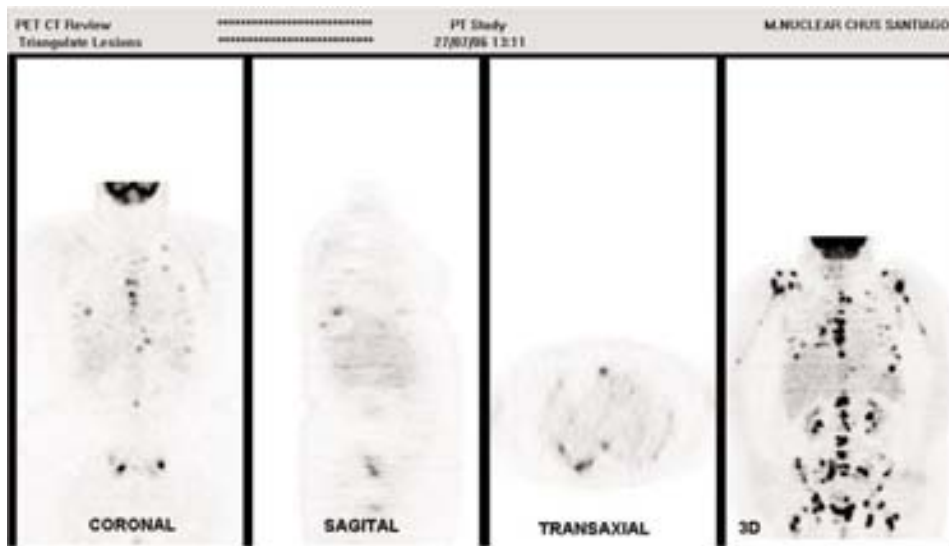 PET CT Review ********************************* PT Study M.NUCLEAR CHUS SANTIAGO
Triangulate Lesions ********************************* 27/07/06 13:11
CORONAL
SAGITAL
TRANSAXIAL
3D